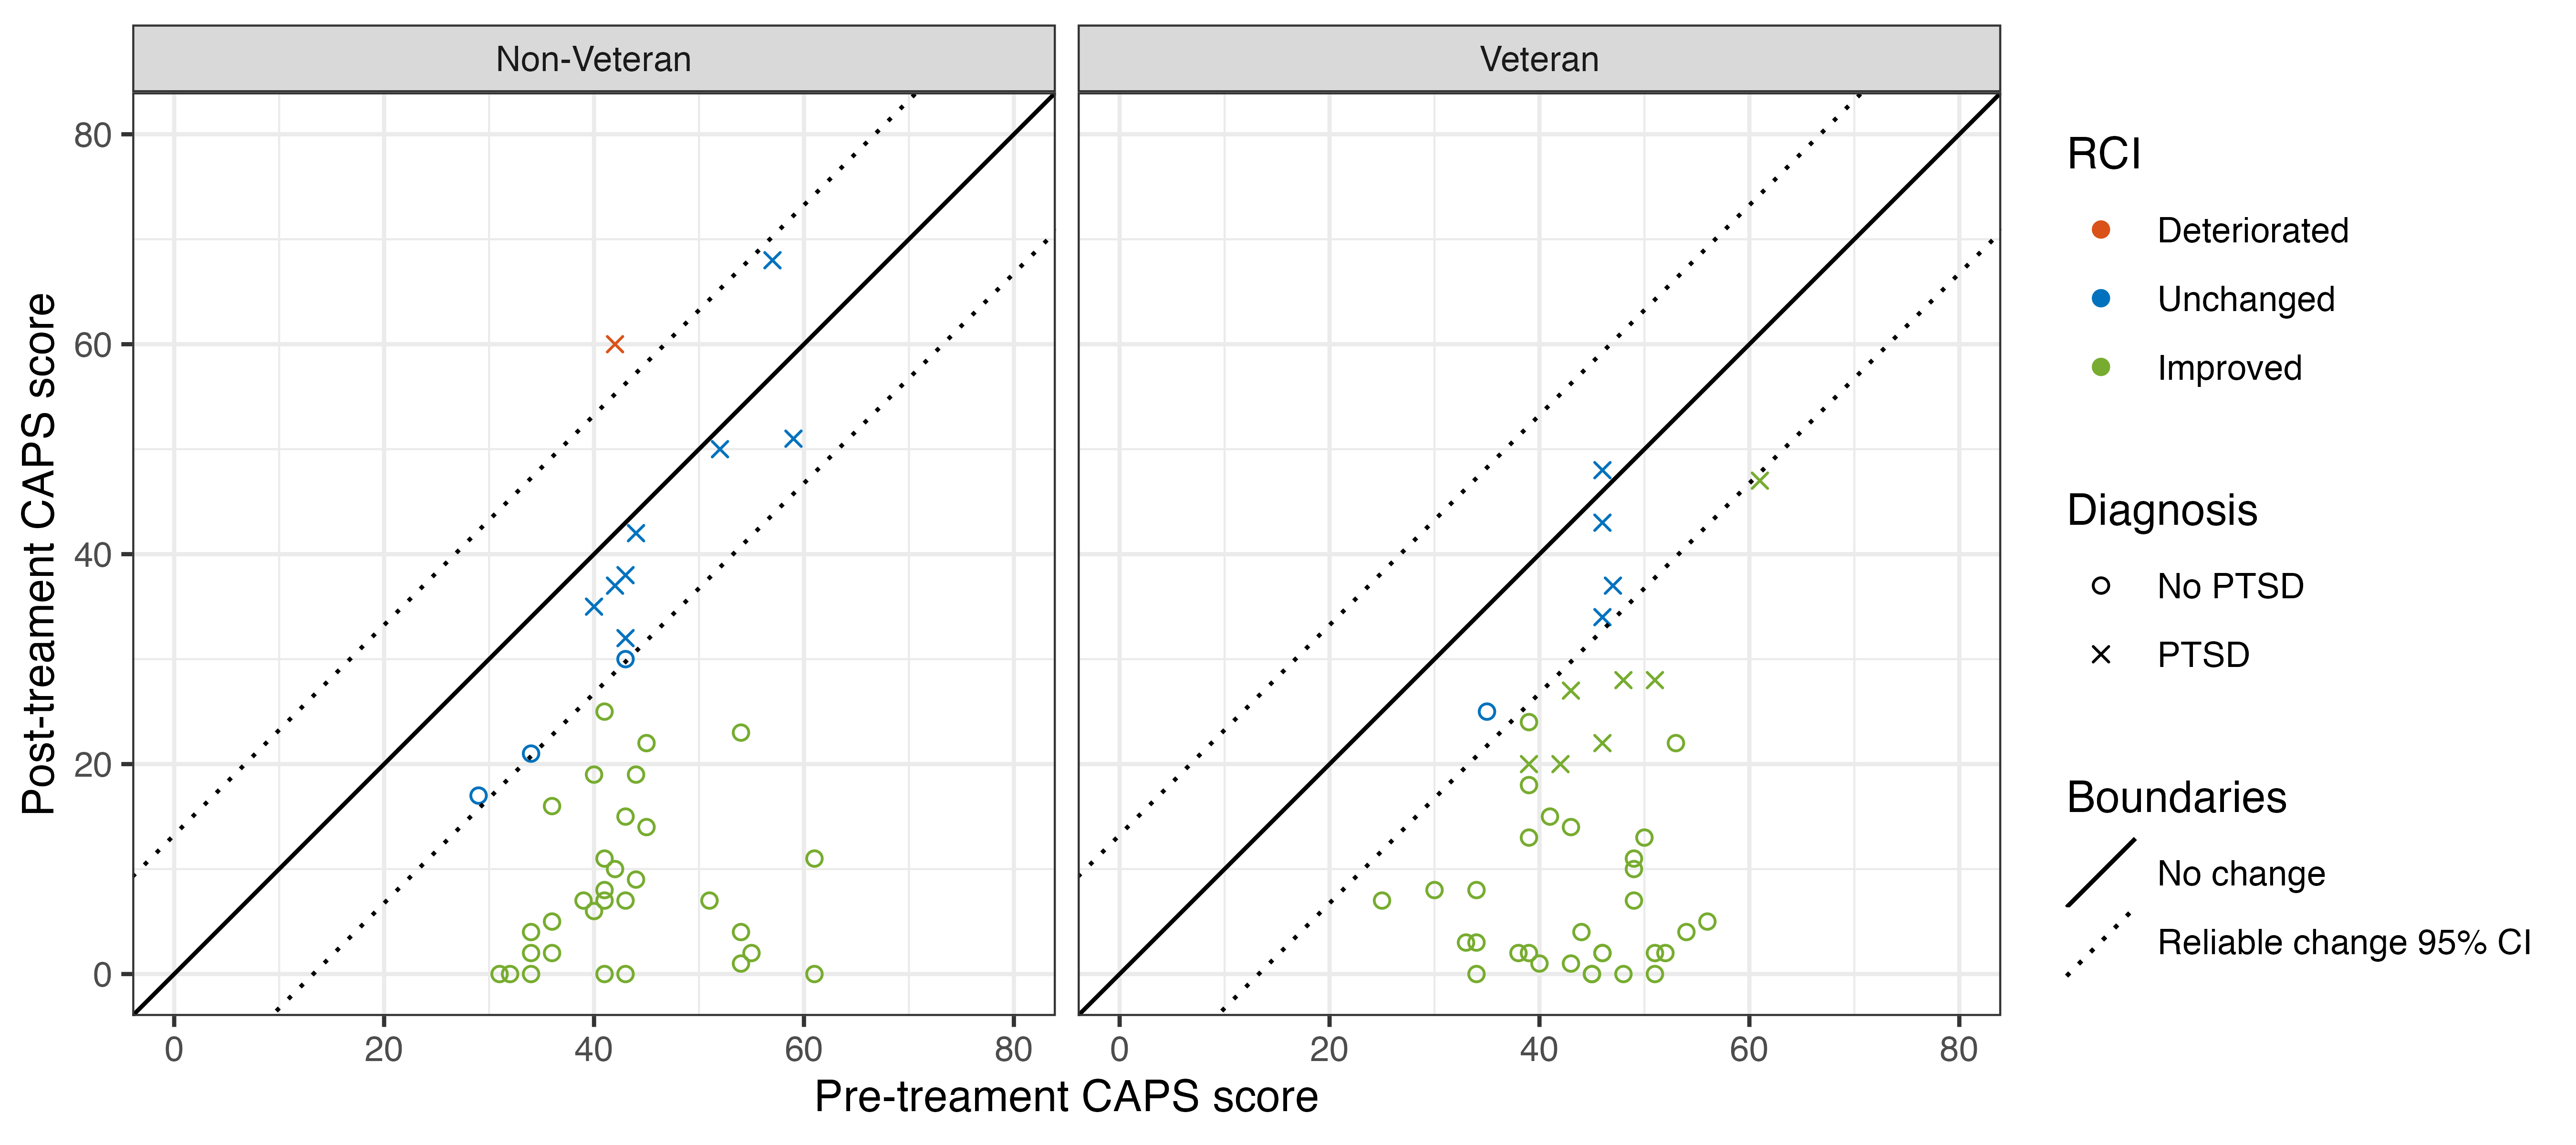 Non-Veteran
Veteran
80
60
40
20
0
Post-treament CAPS score
0 20 40 60 80
0 20 40 60 80
Pre-treament CAPS score
RCI
Deteriorated
Unchanged
Improved
Diagnosis
No PTSD
PTSD
Boundaries
No change
Reliable change 95% CI